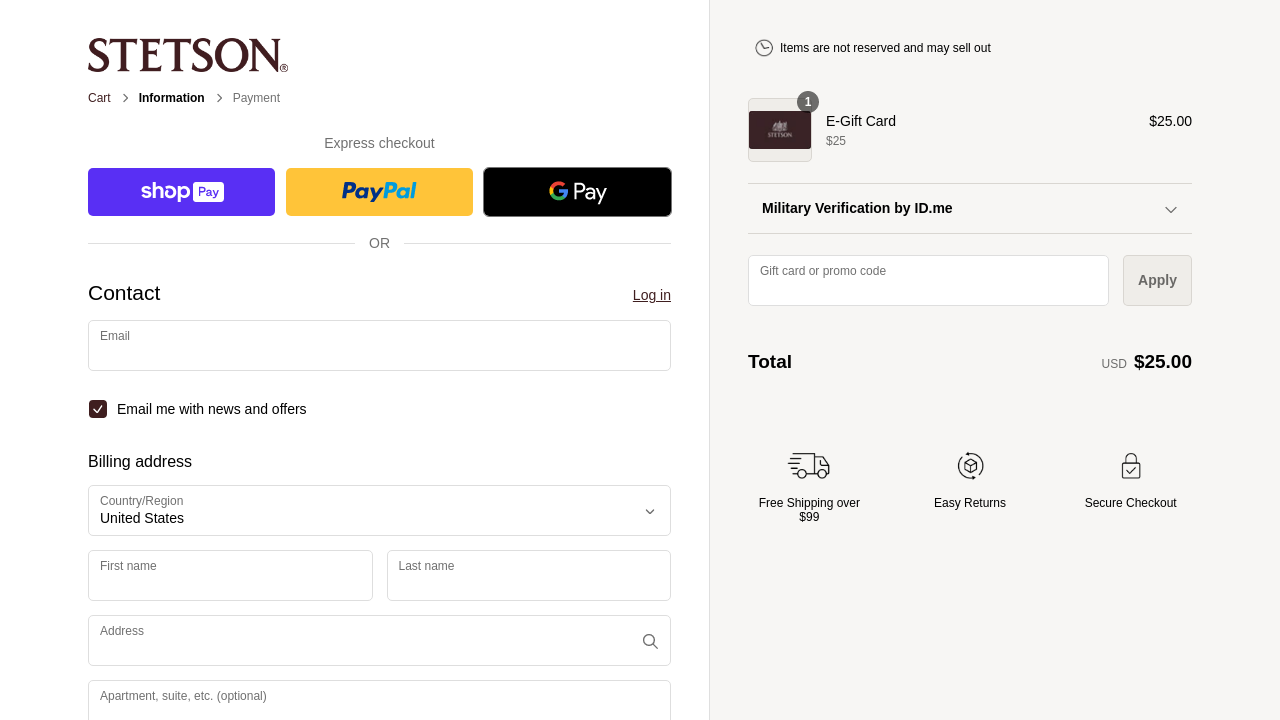 STETSON®
Cart
Information
Payment
Express checkout
shop Pay
PayPal
G Pay
OR
Contact
Log in
Email
Email me with news and offers
Billing address
Country/Region
United States
First name
Last name
Address
Apartment, suite, etc. (optional)
Items are not reserved and may sell out
1
STETSON
E-Gift Card
$25.00
$25
Military Verification by ID.me
Gift card or promo code
Apply
Total
USD $25.00
Free Shipping over
$99
Easy Returns
Secure Checkout